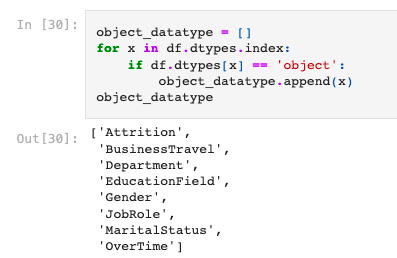 In [30]:
object_datatype = []
for x in df.dtypes.index:
    if df.dtypes[x] == 'object':
        object_datatype.append(x)
object_datatype
Out[30]:
['Attrition',
 'BusinessTravel',
 'Department',
 'EducationField',
 'Gender',
 'JobRole',
 'MaritalStatus',
 'OverTime']